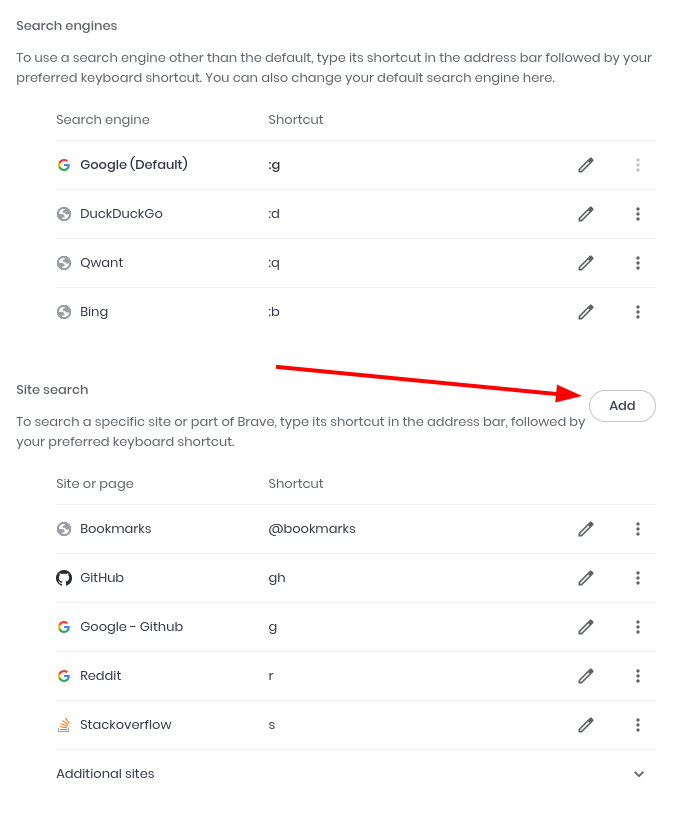 Search engines
To use a search engine other than the default, type its shortcut in the address bar followed by your
preferred keyboard shortcut. You can also change your default search engine here.
Search engine Shortcut
Google (Default) :g
DuckDuckGo :d
Qwant :q
Bing :b
Site search
Add
To search a specific site or part of Brave, type its shortcut in the address bar, followed by
your preferred keyboard shortcut.
Site or page Shortcut
Bookmarks @bookmarks
GitHub gh
Google - Github g
Reddit r
Stackoverflow s
Additional sites